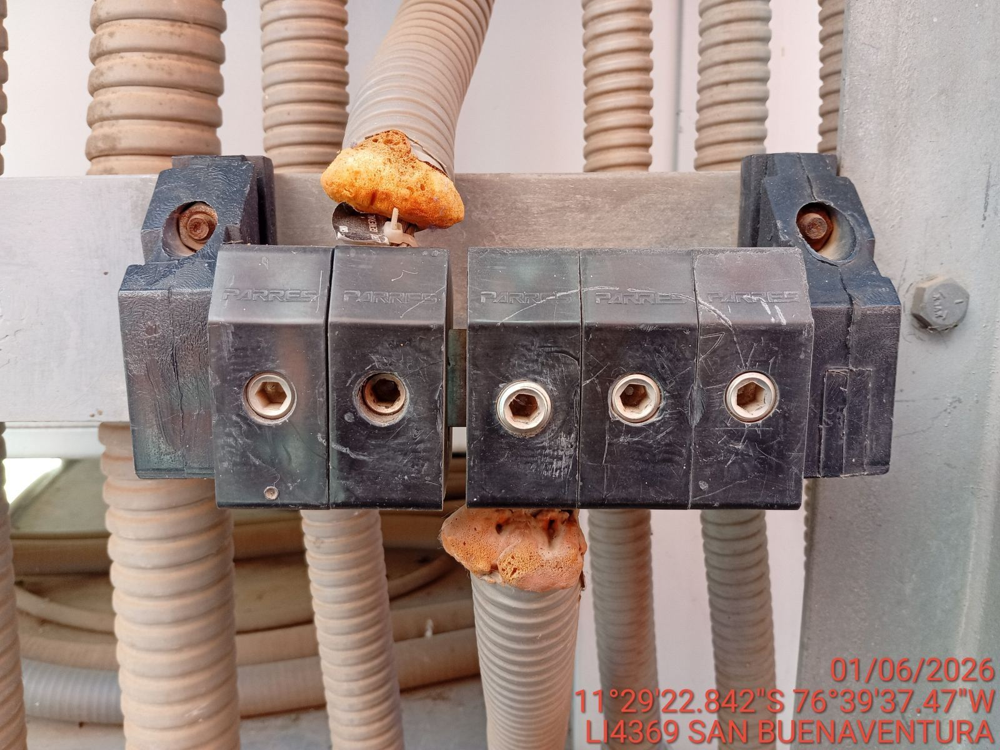 PARRES PARRES PARRES PARRES PARRES
01/06/2026
11°29'22.842"S 76°39'37.47"W
LI4369 SAN BUENAVENTURA